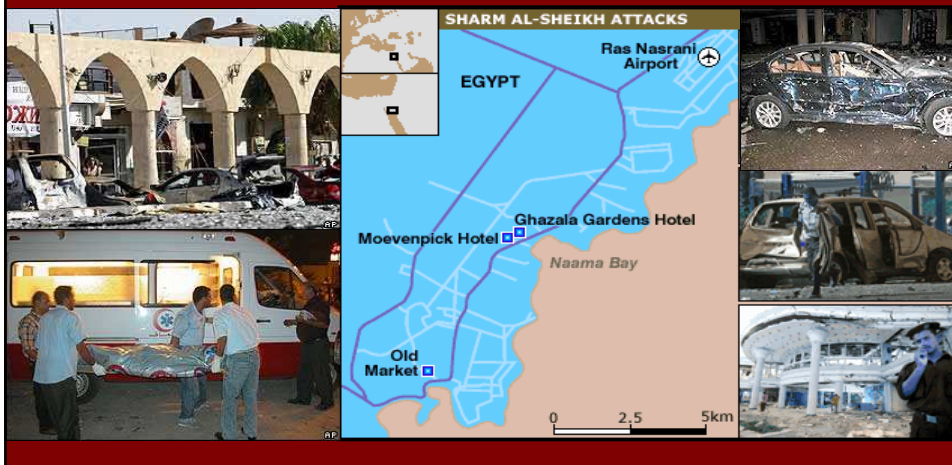 SHARM AL-SHEIKH ATTACKS
Ras Nasrani
Airport
EGYPT
Ghazala Gardens Hotel
Moevenpick Hotel
Naama Bay
Old
Market
0 2.5 5km
AP
AP